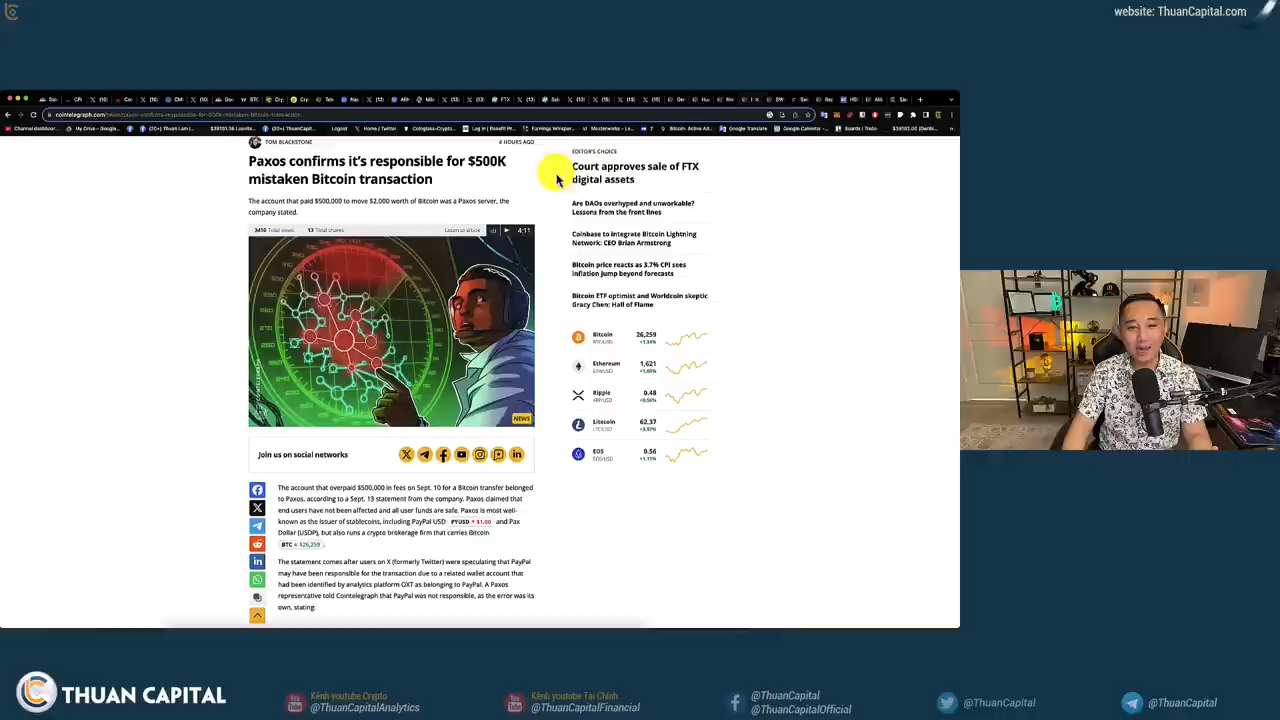 website: ThuanCapital.com
TOM BLACKSTONE
4 HOURS AGO
Paxos confirms it's responsible for $500K
mistaken Bitcoin transaction
The account that paid $500,000 to move $2,000 worth of Bitcoin was a Paxos server, the
company stated.
3410 Total views
13 Total shares
Listen to article
4:11
NEWS
Join us on social networks
The account that overpaid $500,000 in fees on Sept. 10 for a Bitcoin transfer belonged
to Paxos, according to a Sept. 13 statement from the company. Paxos claimed that
end users have not been affected and all user funds are safe. Paxos is most well-
known as the issuer of stablecoins, including PayPal USD PYUSD ▼ $1.00 and Pax
Dollar (USDP), but also runs a crypto brokerage firm that carries Bitcoin
BTC $26,259 .
The statement comes after users on X (formerly Twitter) were speculating that PayPal
may have been responsible for the transaction due to a related wallet account that
had been identified by analytics platform OXT as belonging to PayPal. A Paxos
representative told Cointelegraph that PayPal was not responsible, as the error was its
own, stating:
EDITOR'S CHOICE
Court approves sale of FTX
digital assets
Are DAOs overhyped and unworkable?
Lessons from the front lines
Coinbase to integrate Bitcoin Lightning
Network: CEO Brian Armstrong
Bitcoin price reacts as 3.7% CPI sees
inflation jump beyond forecasts
Bitcoin ETF optimist and Worldcoin skeptic
Gracy Chen: Hall of Flame
Bitcoin 26,259
BTC/USD +1.34%
Ethereum 1,621
ETH/USD
Ripple 0.48
XRP/USD +0.56%
Litecoin 62.37
LTC/USD
EOS 0.56
EOS/USD +1.11%
THUAN CAPITAL
Kênh youtube Crypto
@ThuanCapitalAnalytics
Kênh youtube Tài Chính
@ThuanCapitalFinancial
@ThuanCapital
@ThuanCapitalOfficial
@ThuanCapital
@ThuanCapital